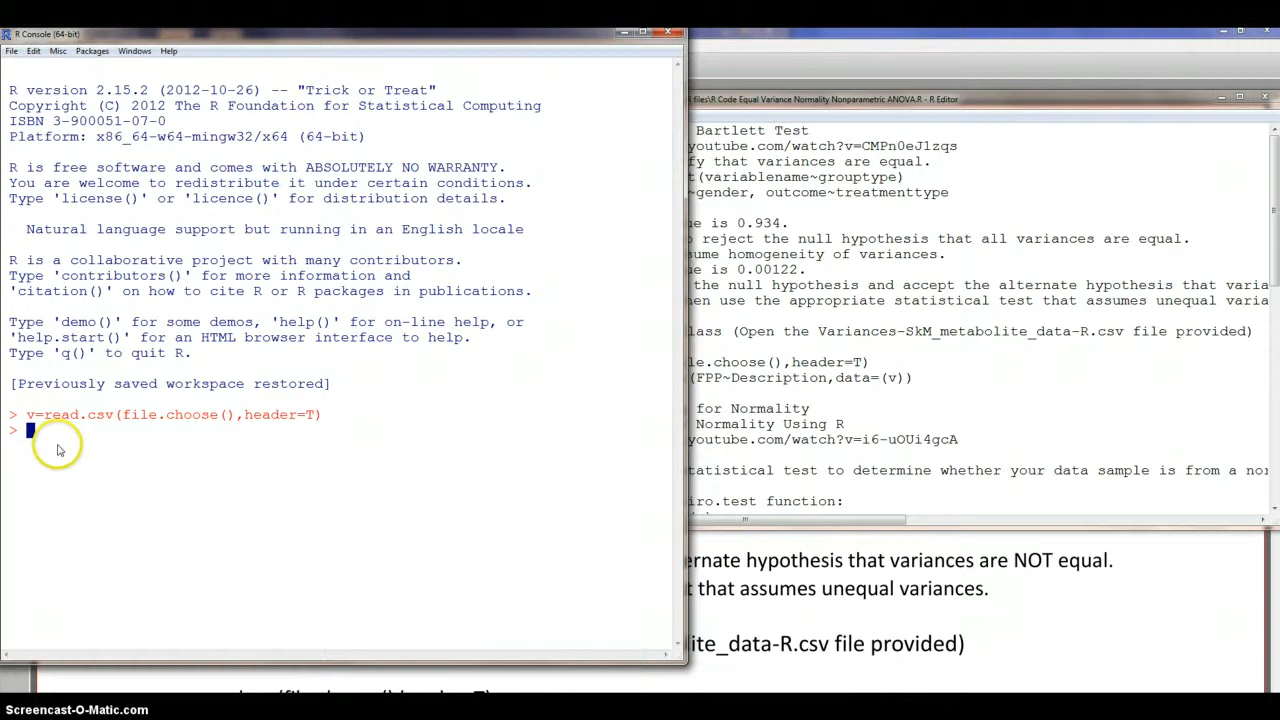 R Console (64-bit)
File Edit Misc Packages Windows Help
R version 2.15.2 (2012-10-26) -- "Trick or Treat"
Copyright (C) 2012 The R Foundation for Statistical Computing
ISBN 3-900051-07-0
Platform: x86_64-w64-mingw32/x64 (64-bit)
R is free software and comes with ABSOLUTELY NO WARRANTY.
You are welcome to redistribute it under certain conditions.
Type 'license()' or 'licence()' for distribution details.
Natural language support but running in an English locale
R is a collaborative project with many contributors.
Type 'contributors()' for more information and
'citation()' on how to cite R or R packages in publications.
Type 'demo()' for some demos, 'help()' for on-line help, or
'help.start()' for an HTML browser interface to help.
Type 'q()' to quit R.
[Previously saved workspace restored]
> v=read.csv(file.choose(),header=T)
>
files\R Code Equal Variance Normality Nonparametric ANOVA.R - R Editor
Bartlett Test
youtube.com/watch?v=CMPn0eJ1zqs
fy that variances are equal.
t(variablename~grouptype)
~gender, outcome~treatmenttype
ue is 0.934.
o reject the null hypothesis that all variances are equal.
sume homogeneity of variances.
ue is 0.00122.
the null hypothesis and accept the alternate hypothesis that varia
hen use the appropriate statistical test that assumes unequal varia
lass (Open the Variances-SkM_metabolite_data-R.csv file provided)
le.choose(),header=T)
(FPP~Description,data=(v))
for Normality
Normality Using R
youtube.com/watch?v=i6-uOUi4gcA
tatistical test to determine whether your data sample is from a nor
iro.test function:
ernate hypothesis that variances are NOT equal.
t that assumes unequal variances.
ite_data-R.csv file provided)
Screencast-O-Matic.com